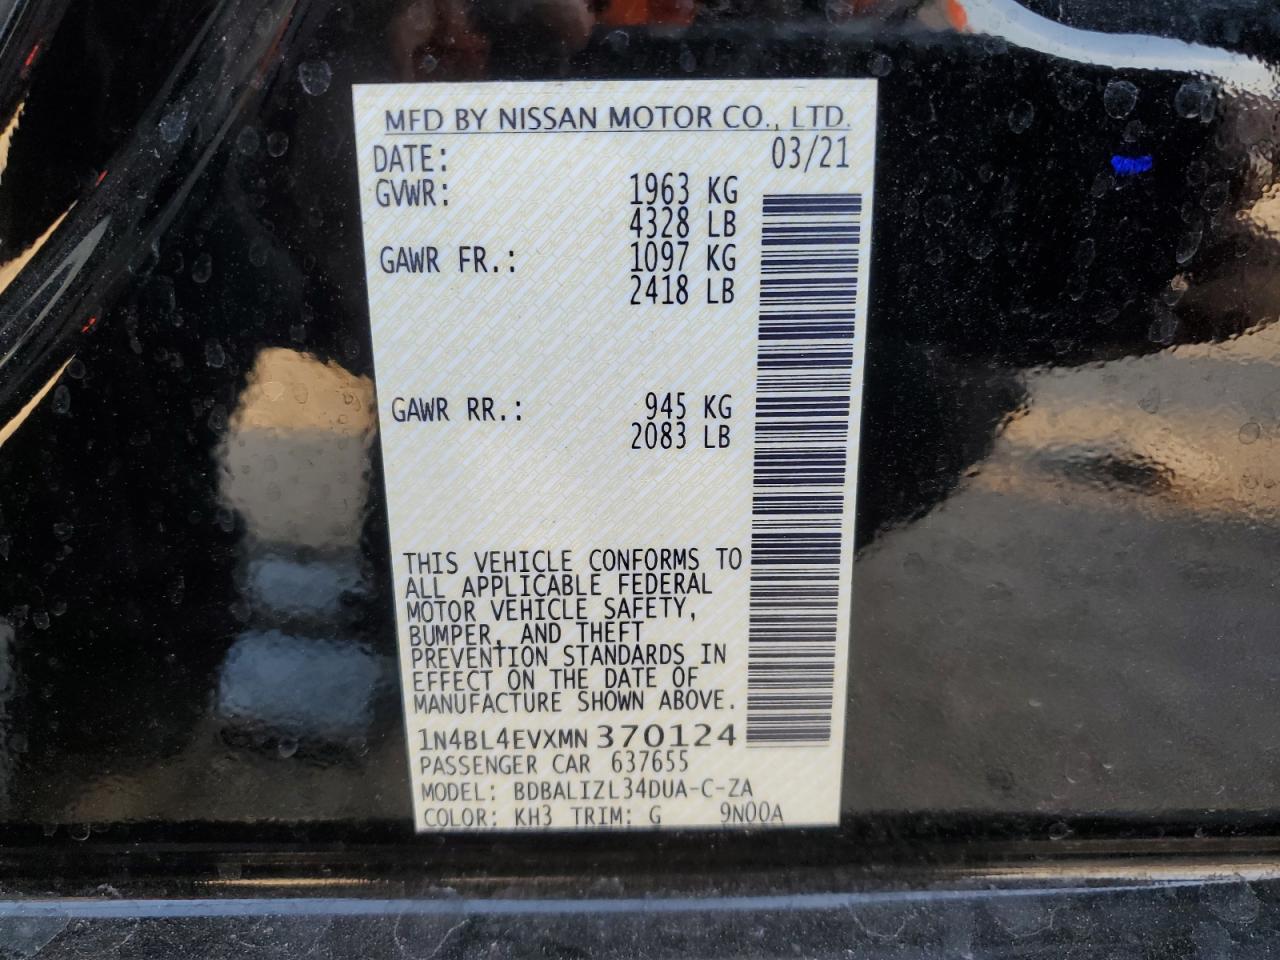 MFD BY NISSAN MOTOR CO., LTD.
DATE: 03/21
GVWR: 1963 KG
4328 LB
GAWR FR.: 1097 KG
2418 LB
GAWR RR.: 945 KG
2083 LB
THIS VEHICLE CONFORMS TO
ALL APPLICABLE FEDERAL
MOTOR VEHICLE SAFETY,
BUMPER, AND THEFT
PREVENTION STANDARDS IN
EFFECT ON THE DATE OF
MANUFACTURE SHOWN ABOVE.
1N4BL4EVXMN370124
PASSENGER CAR 637655
MODEL: BDBALIZL34DUA-C-ZA
COLOR: KH3 TRIM: G 9N00A